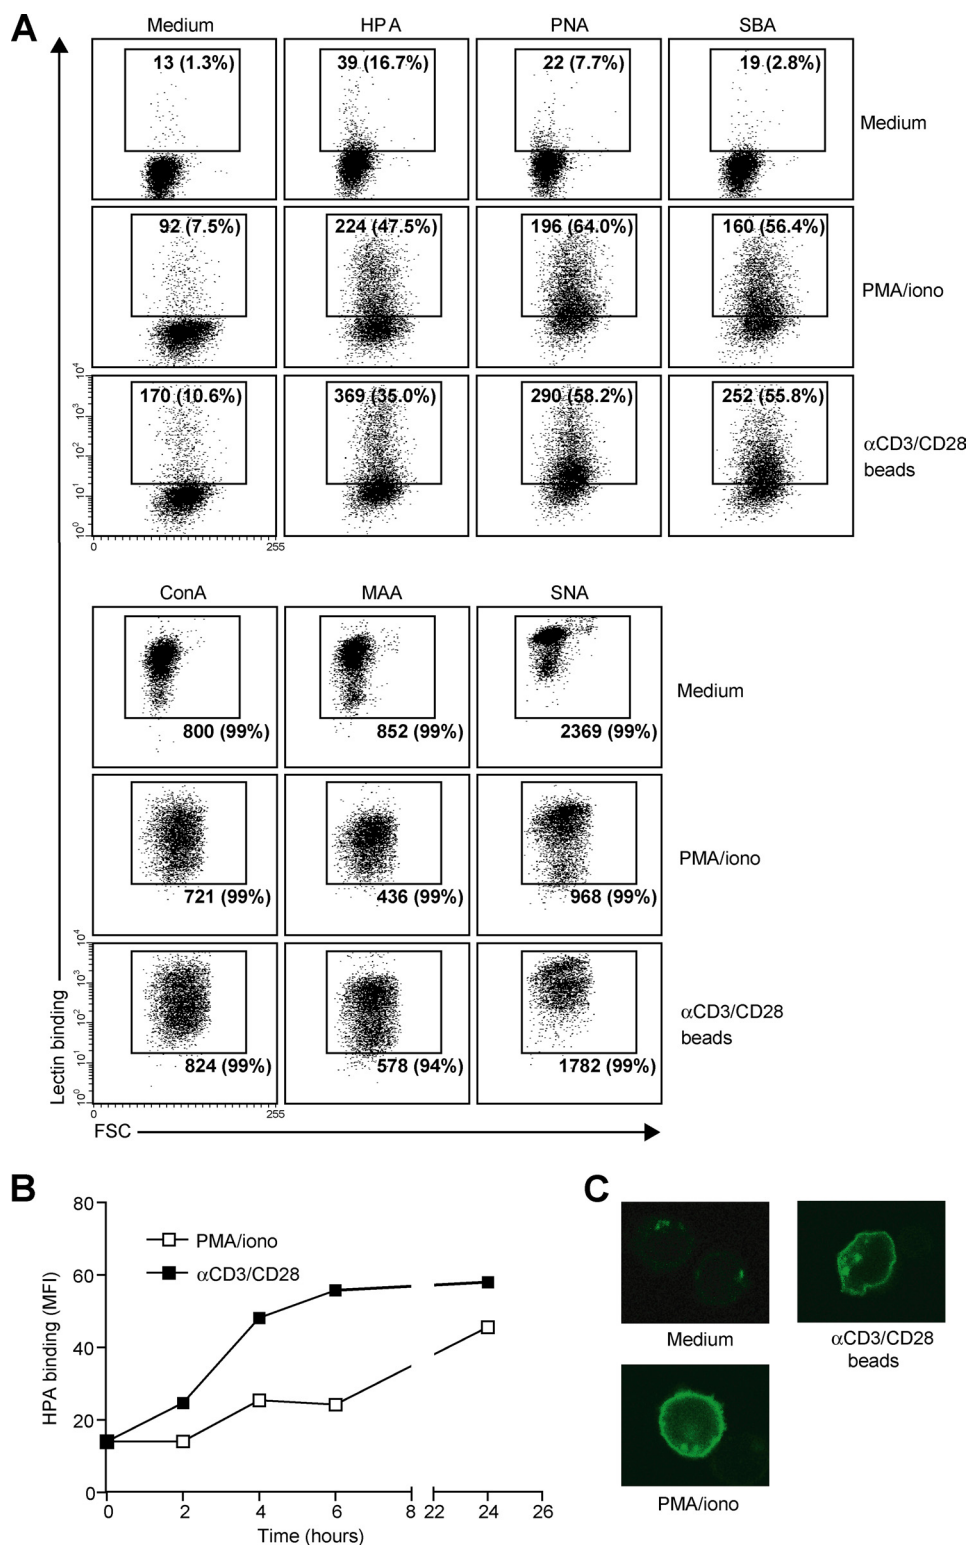 A
Medium HPA PNA SBA
13 (1.3%) 39 (16.7%) 22 (7.7%) 19 (2.8%)
Medium
92 (7.5%) 224 (47.5%) 196 (64.0%) 160 (56.4%)
PMA/iono
10⁴
170 (10.6%) 369 (35.0%) 290 (58.2%) 252 (55.8%)
10³
αCD3/CD28
beads
10²
10¹
10⁰
0 255
ConA MAA SNA
Medium
800 (99%) 852 (99%) 2369 (99%)
PMA/iono
721 (99%) 436 (99%) 968 (99%)
10⁴
10³
αCD3/CD28
beads
10²
10¹
824 (99%) 578 (94%) 1782 (99%)
10⁰
0 255
Lectin binding
FSC
B
80
60
40
20
0
HPA binding (MFI)
PMA/iono
αCD3/CD28
0 2 4 6 8 22 24 26
Time (hours)
C
Medium
αCD3/CD28
beads
PMA/iono